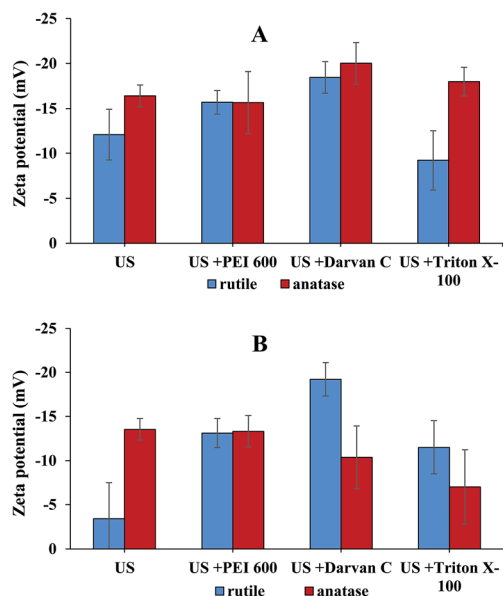 A
Zeta potential (mV)
-25
-20
-15
-10
-5
0
US
US +PEI 600
US +Darvan C
US +Triton X-
100
rutile
anatase
B
Zeta potential (mV)
-25
-20
-15
-10
-5
0
US
US +PEI 600
US +Darvan C
US +Triton X-
100
rutile
anatase